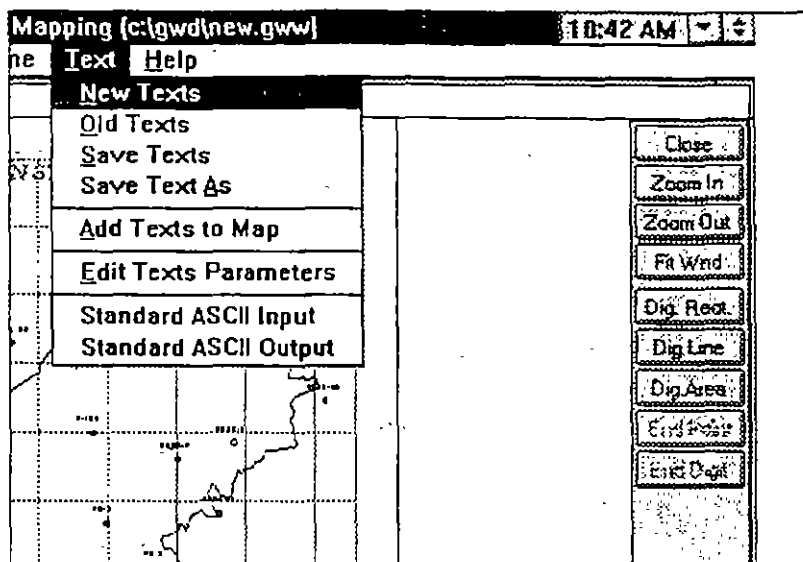 Mapping [c:\gwd\new.gww]
10:42 AM
ne Text Help
New Texts
Old Texts
Save Texts
Save Text As
Add Texts to Map
Edit Texts Parameters
Standard ASCII Input
Standard ASCII Output
NS
Close
Zoom In
Zoom Out
Fit Wnd
Dig. Rect.
Dig Line
Dig Area
End Digit